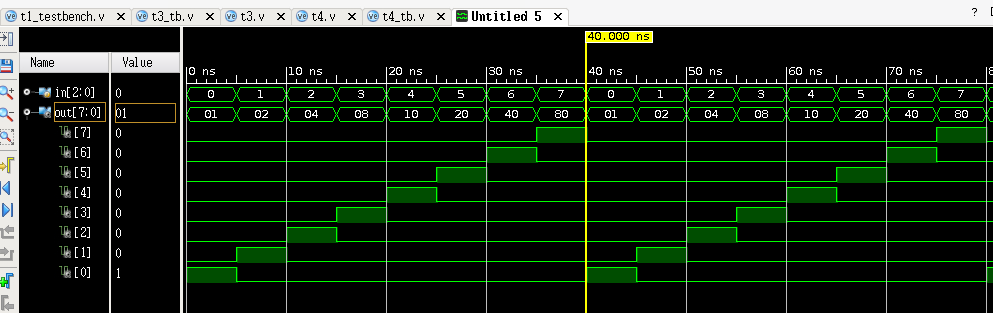 t1_testbench.v × t3_tb.v × t3.v × t4.v × t4_tb.v × Untitled 5 × ?
40.000 ns
Name Value
0 ns 10 ns 20 ns 30 ns 40 ns 50 ns 60 ns 70 ns
in[2:0] 0 0 1 2 3 4 5 6 7 0 1 2 3 4 5 6 7
out[7:0] 01 01 02 04 08 10 20 40 80 01 02 04 08 10 20 40 80
[7] 0
[6] 0
[5] 0
[4] 0
[3] 0
[2] 0
[1] 0
[0] 1